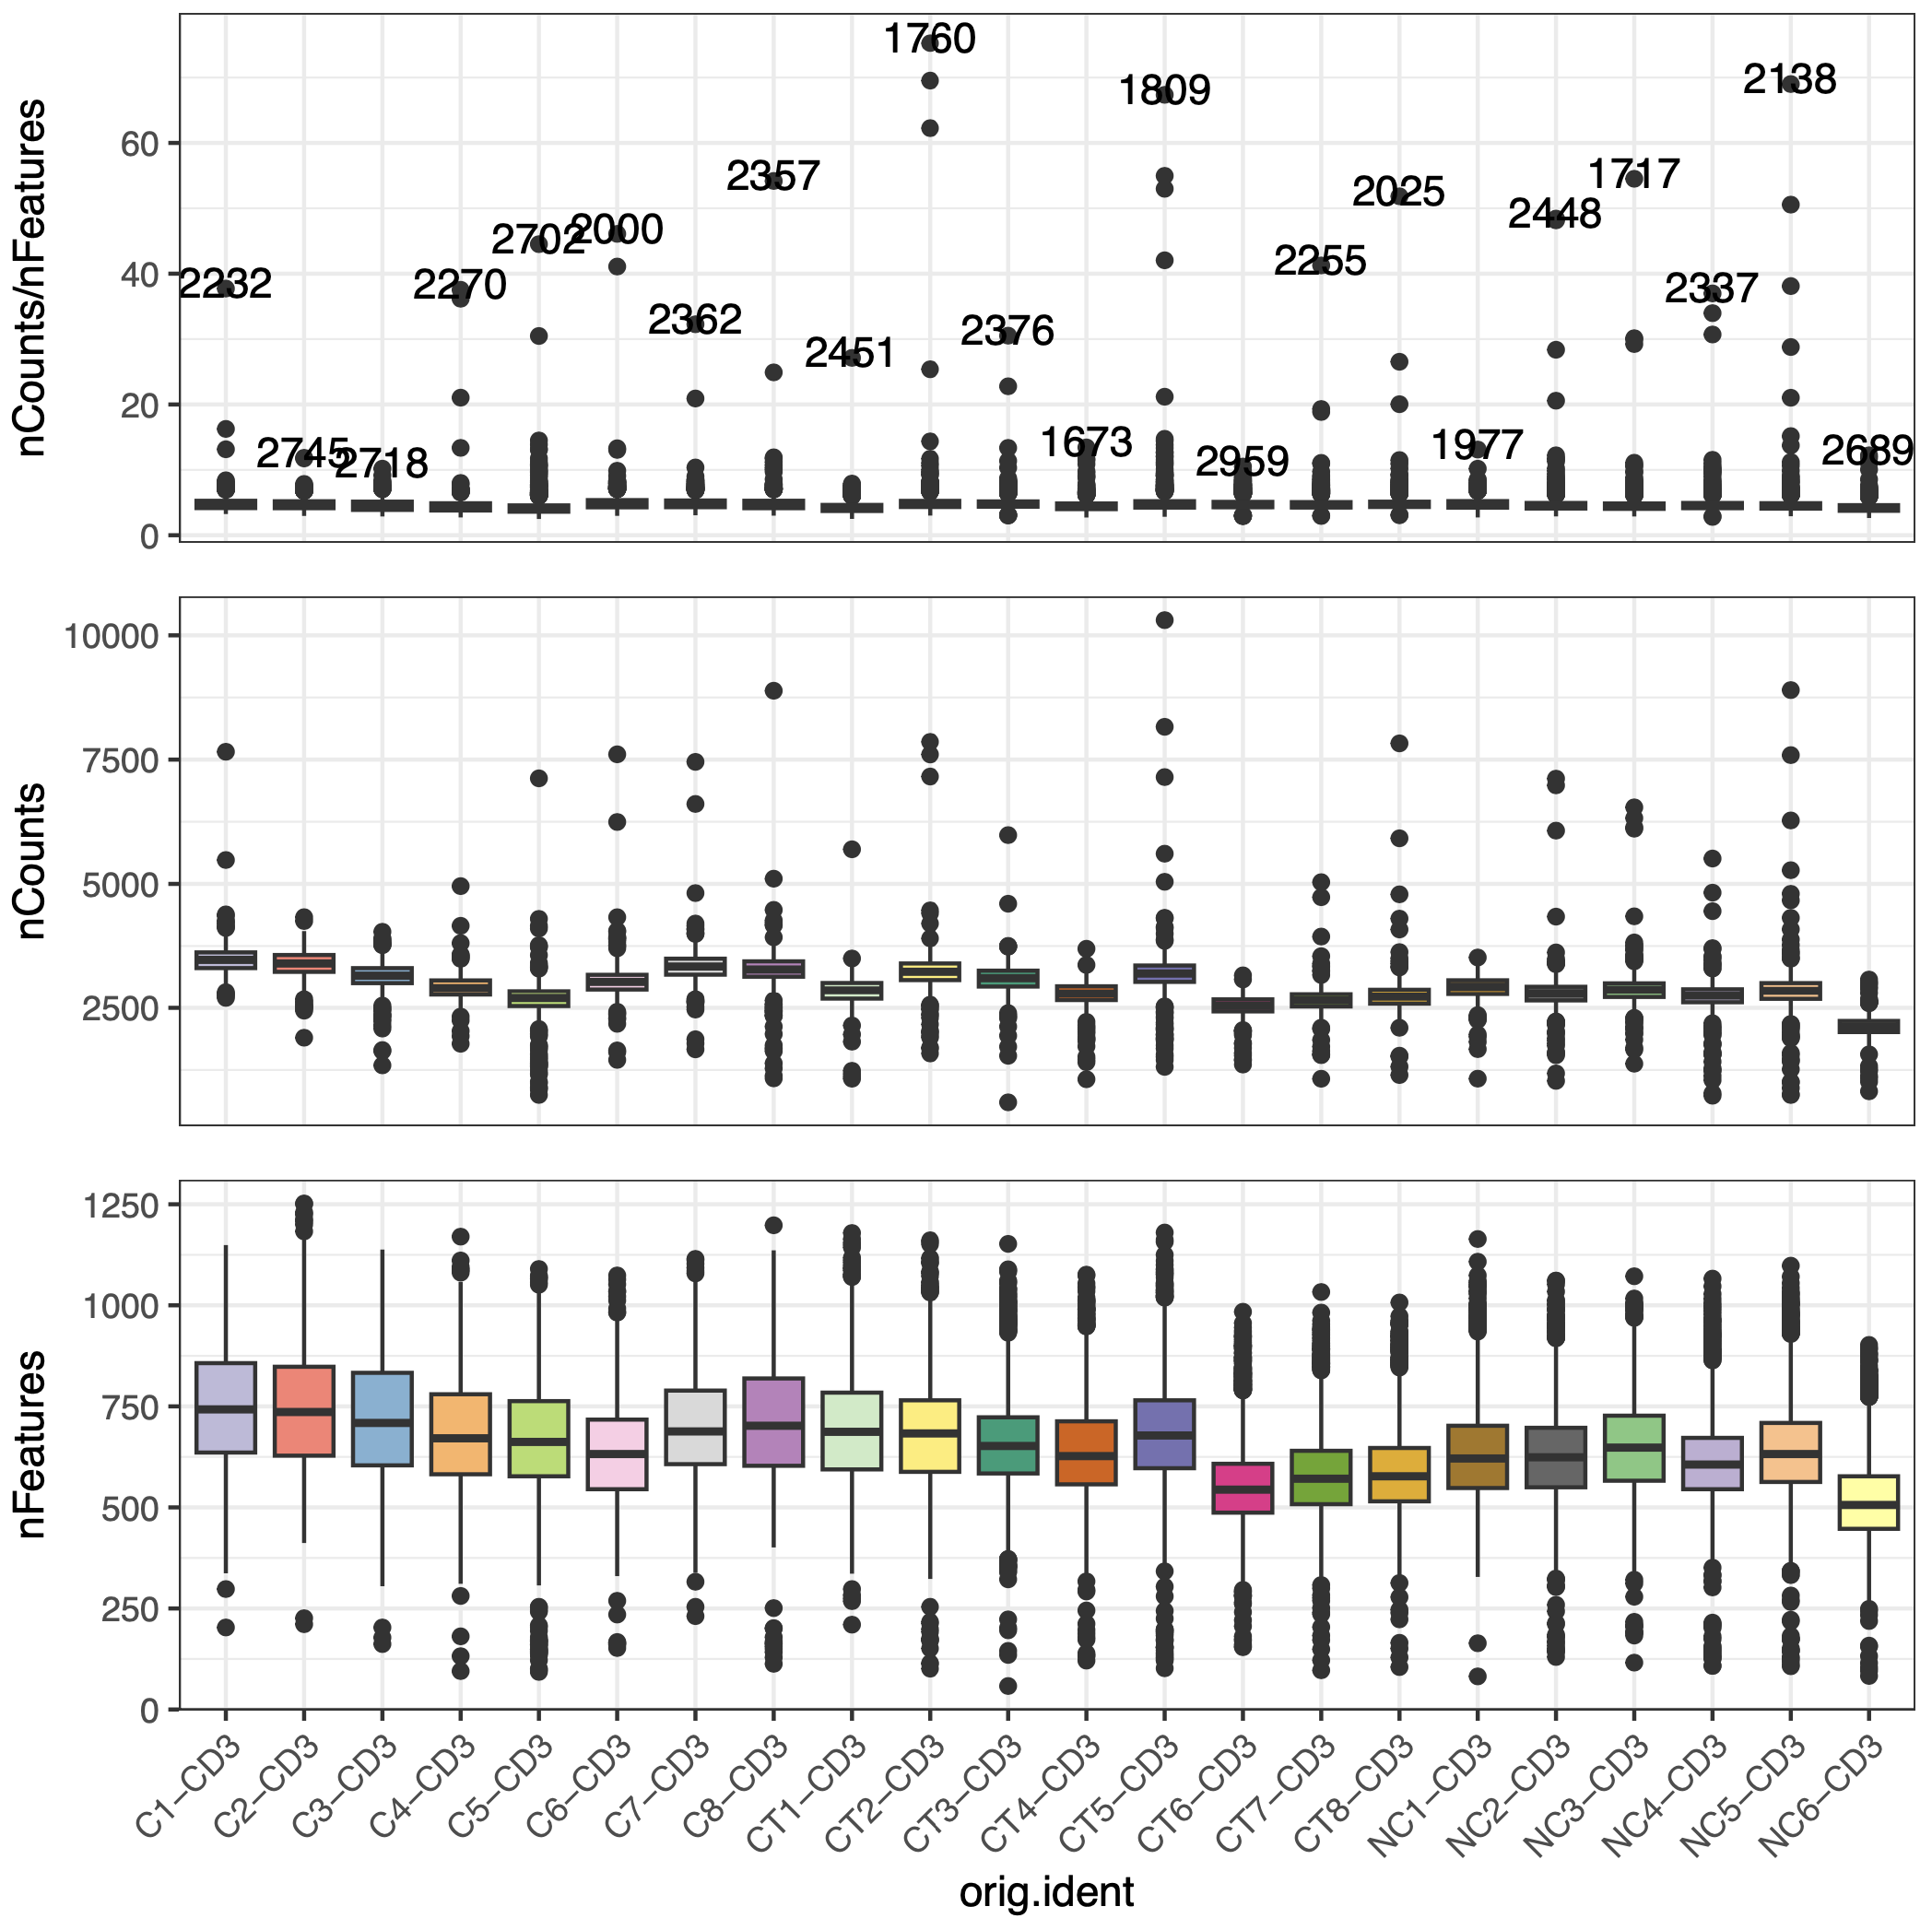 nCounts/nFeatures
60
40
20
0
1760
1809
2138
2357
2025
1717
2448
2702
2000
2255
2232
2270
2337
2362
2376
2451
1673
1977
2745
2718
2959
2689
nCounts
10000
7500
5000
2500
nFeatures
1250
1000
750
500
250
0
C1−CD3
C2−CD3
C3−CD3
C4−CD3
C5−CD3
C6−CD3
C7−CD3
C8−CD3
CT1−CD3
CT2−CD3
CT3−CD3
CT4−CD3
CT5−CD3
CT6−CD3
CT7−CD3
CT8−CD3
NC1−CD3
NC2−CD3
NC3−CD3
NC4−CD3
NC5−CD3
NC6−CD3
orig.ident